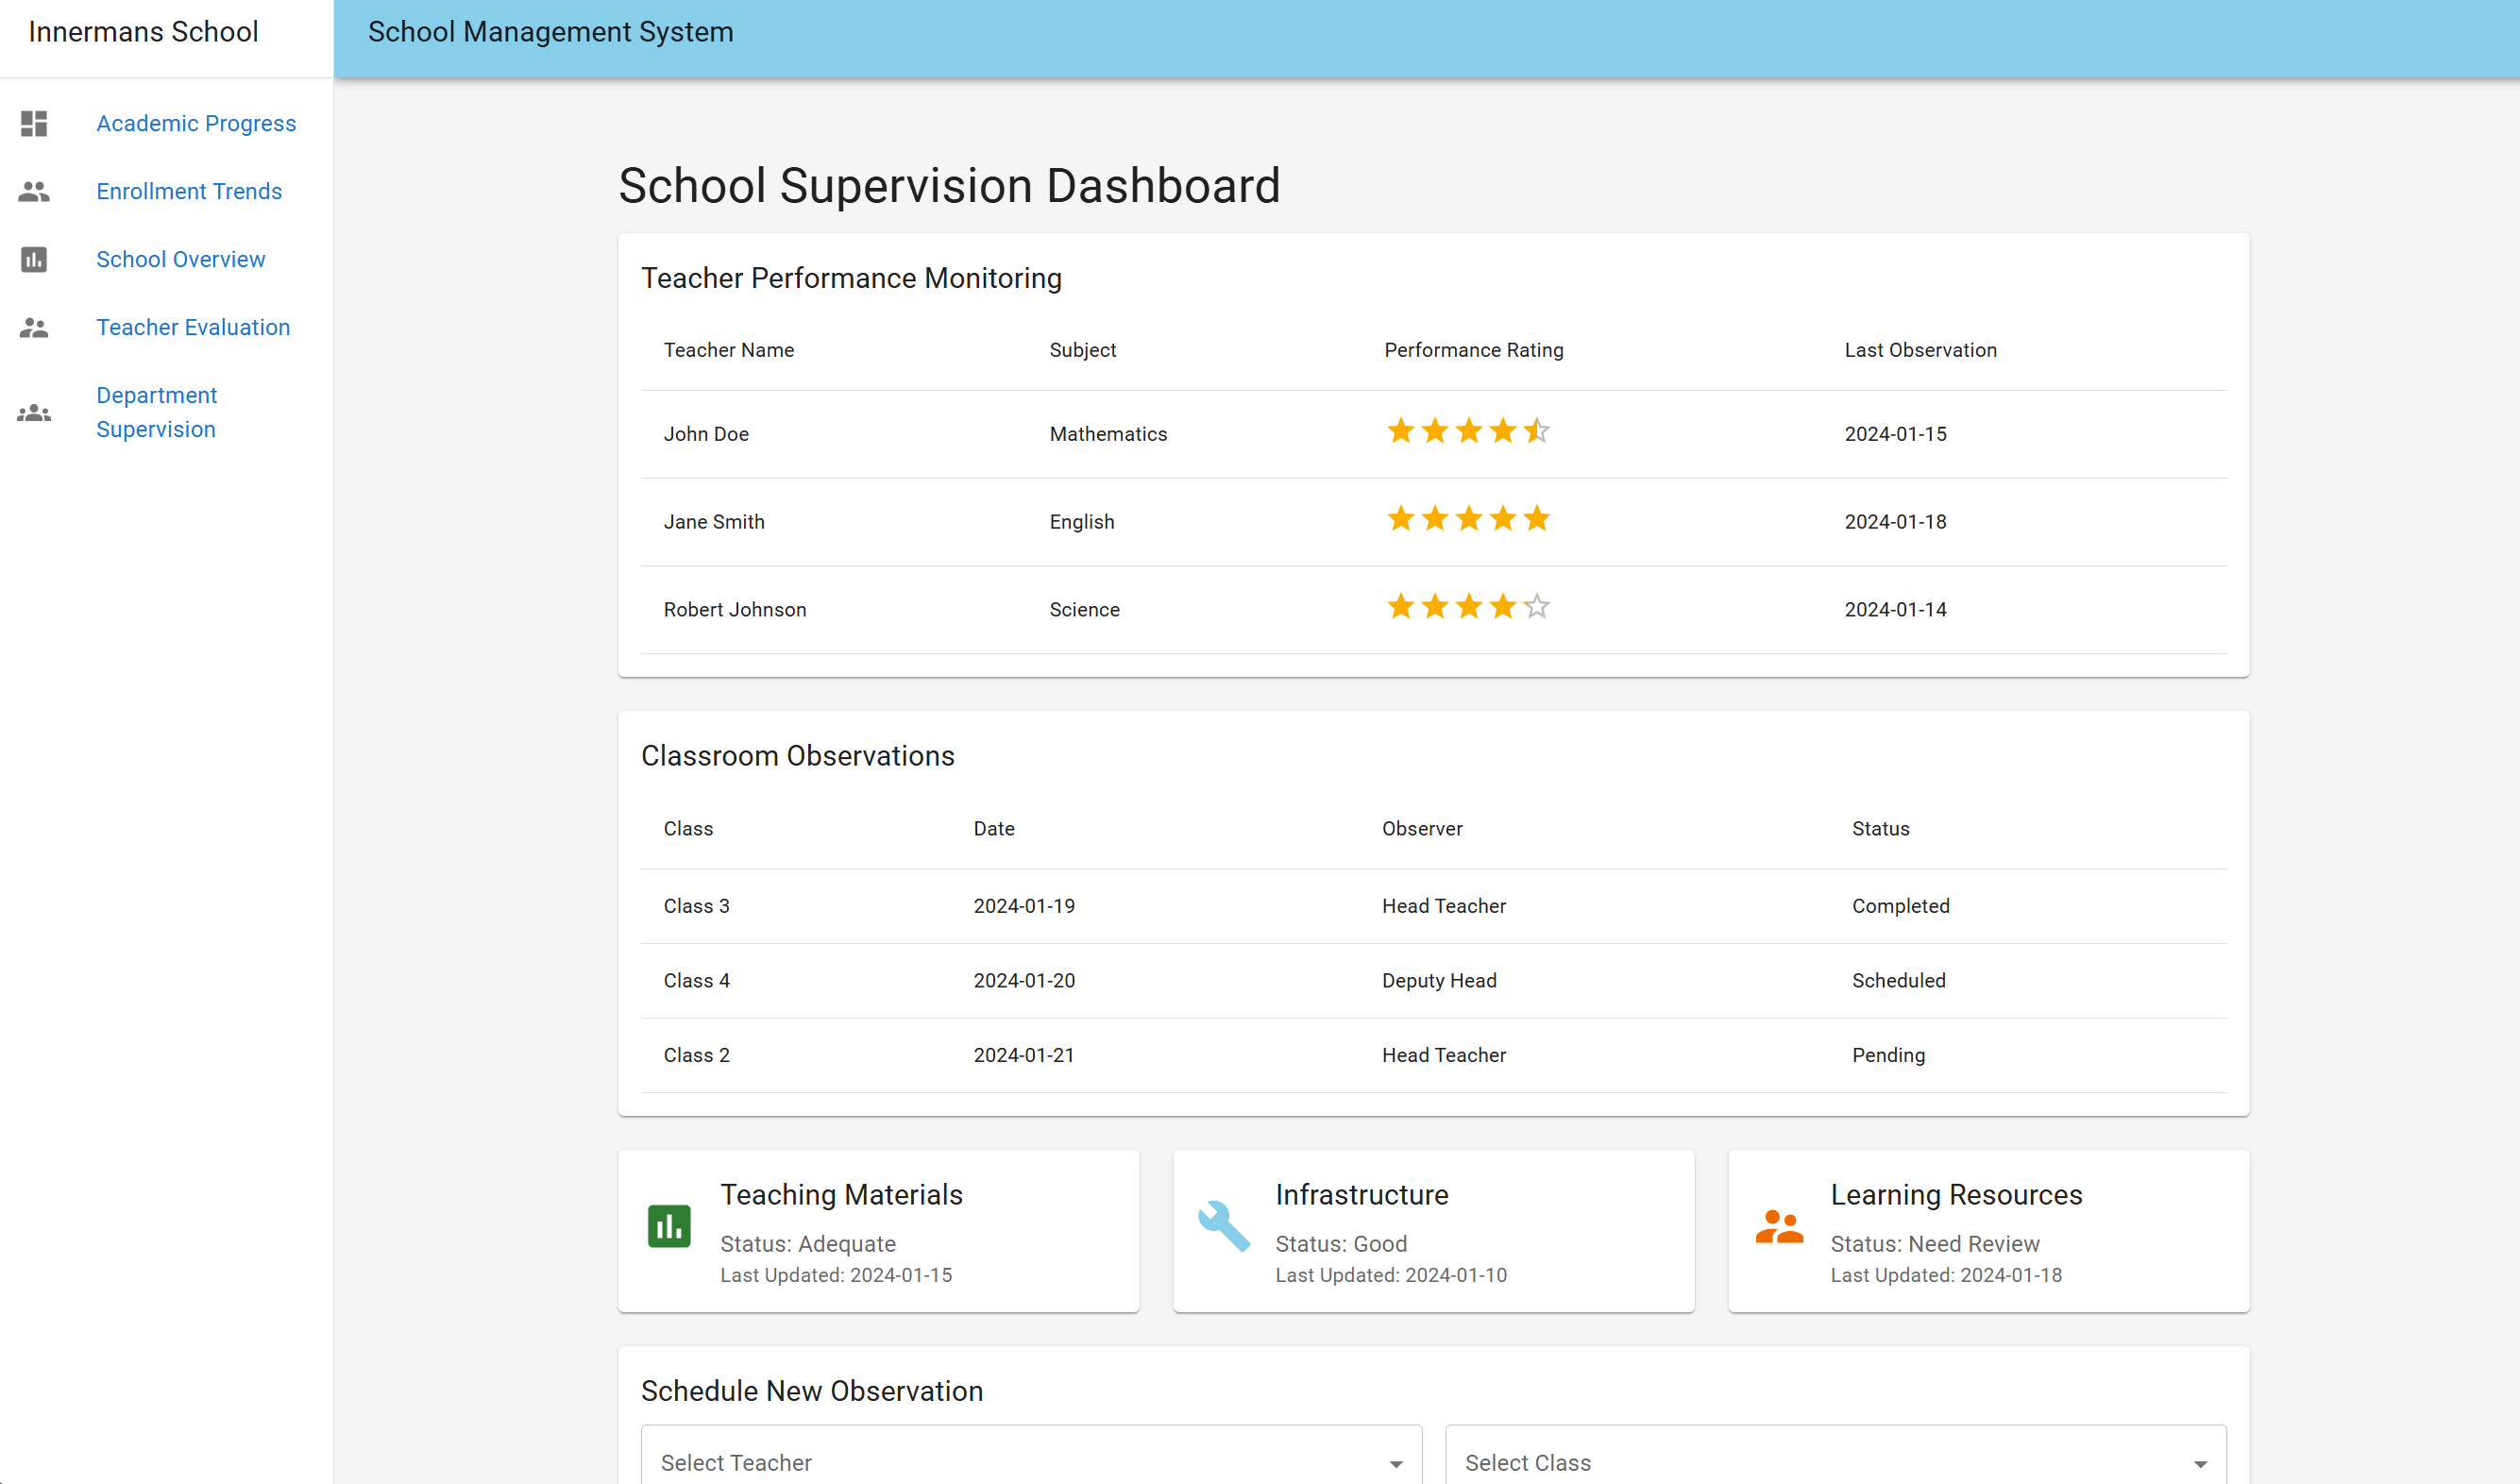 Innermans School
School Management System
Academic Progress
Enrollment Trends
School Overview
Teacher Evaluation
Department
Supervision
School Supervision Dashboard
Teacher Performance Monitoring
Teacher Name Subject Performance Rating Last Observation
John Doe Mathematics 2024-01-15
Jane Smith English 2024-01-18
Robert Johnson Science 2024-01-14
Classroom Observations
Class Date Observer Status
Class 3 2024-01-19 Head Teacher Completed
Class 4 2024-01-20 Deputy Head Scheduled
Class 2 2024-01-21 Head Teacher Pending
Teaching Materials
Status: Adequate
Last Updated: 2024-01-15
Infrastructure
Status: Good
Last Updated: 2024-01-10
Learning Resources
Status: Need Review
Last Updated: 2024-01-18
Schedule New Observation
Select Teacher Select Class